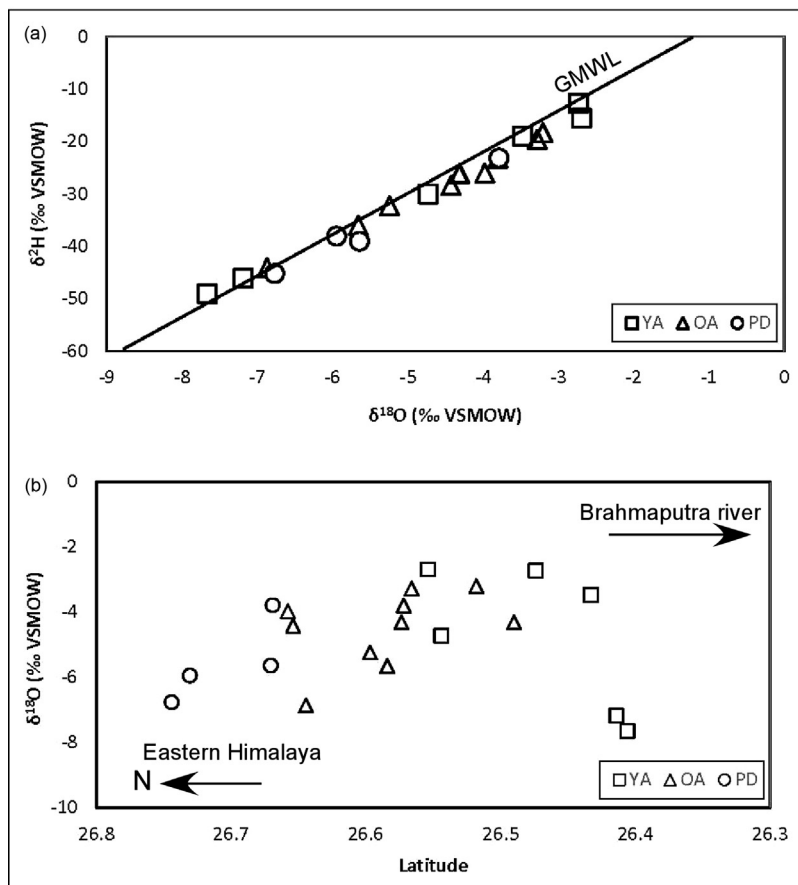 (a)
0
-10
-20
-30
-40
-50
-60
δ²H (‰ VSMOW)
GMWL
YA OA PD
-9 -8 -7 -6 -5 -4 -3 -2 -1 0
δ¹⁸O (‰ VSMOW)
(b)
0
-2
-4
-6
-8
-10
δ¹⁸O (‰ VSMOW)
Brahmaputra river
Eastern Himalaya
N
YA OA PD
26.8 26.7 26.6 26.5 26.4 26.3
Latitude